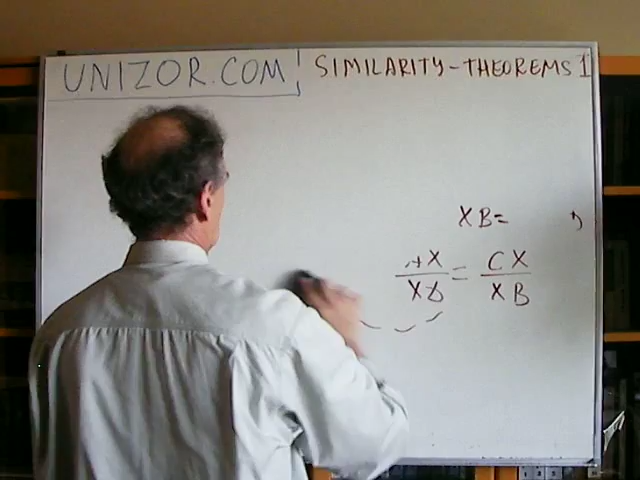 UNIZOR.COM
SIMILARITY-THEOREMS 1
XB=
X = CX
X XB